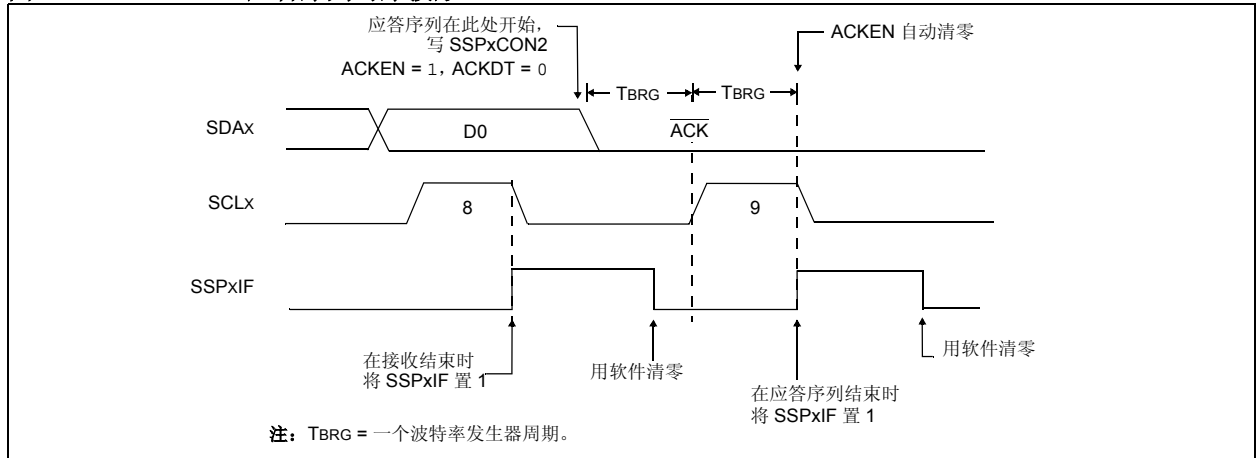 应答序列在此处开始，
写 SSPxCON2
ACKEN = 1，ACKDT = 0
ACKEN 自动清零
TBRG
TBRG
SDAx
D0
ACK
SCLx
8
9
SSPxIF
在接收结束时
将 SSPxIF 置 1
用软件清零
在应答序列结束时
将 SSPxIF 置 1
用软件清零
注：TBRG = 一个波特率发生器周期。